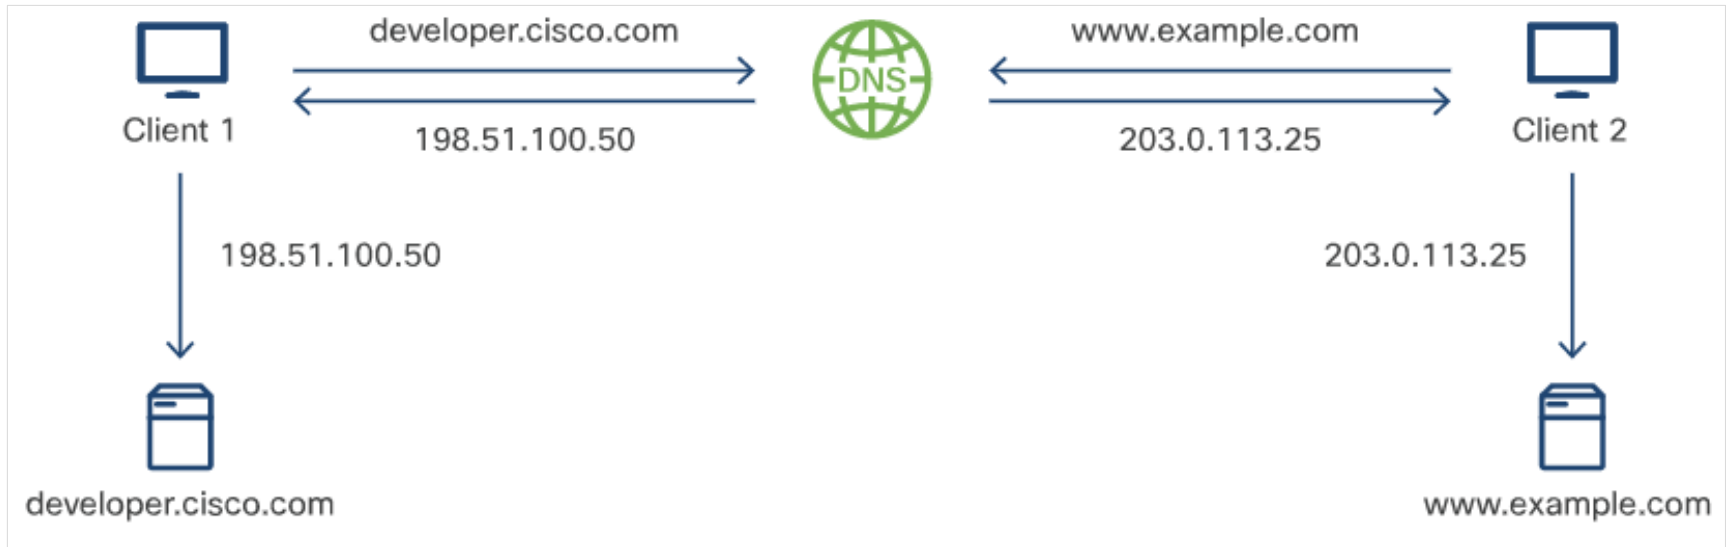 developer.cisco.com
www.example.com
DNS
Client 1
198.51.100.50
203.0.113.25
Client 2
198.51.100.50
203.0.113.25
developer.cisco.com
www.example.com